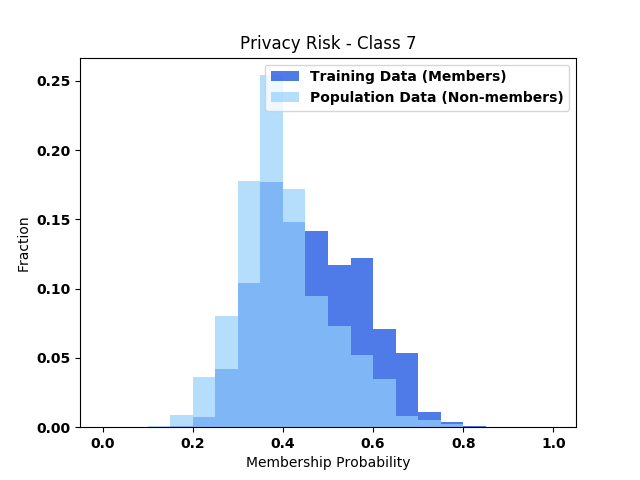 Privacy Risk - Class 7
Training Data (Members)
Population Data (Non-members)
Fraction
0.25
0.20
0.15
0.10
0.05
0.00
0.0 0.2 0.4 0.6 0.8 1.0
Membership Probability